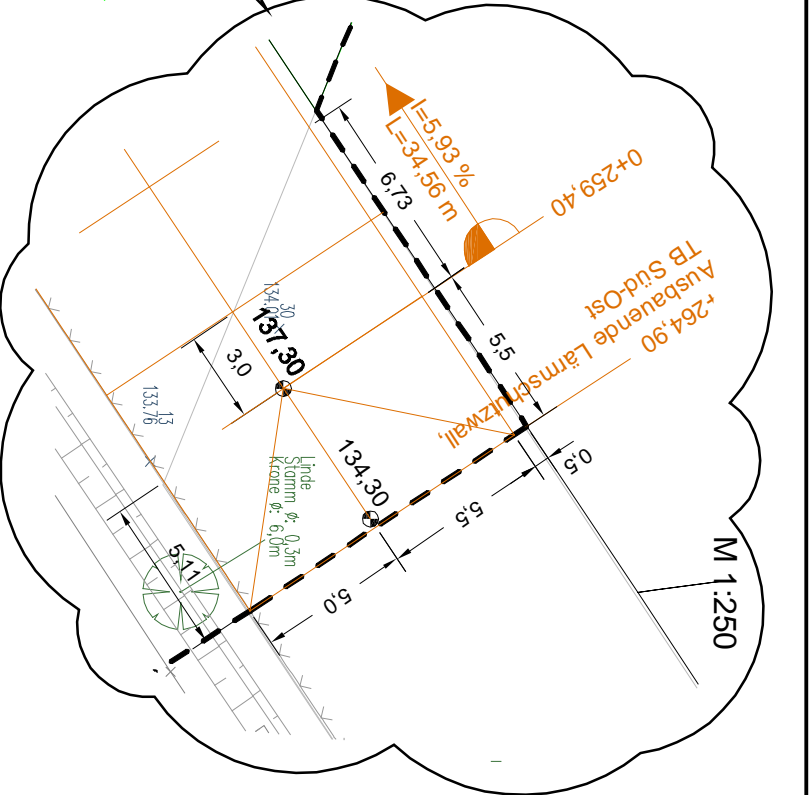 I=5,93 %
L=34,56 m
0+259,40
+264,90
Ausbauende Lärmschutzwall,
TB Süd-Ost
6,73
5,5
30
137,30
3,0
13
133.76
134,30
Linde
Stamm ø: 0,3m
Krone ø: 6,0m
5,11
0,5
5,5
5,0
M 1:250